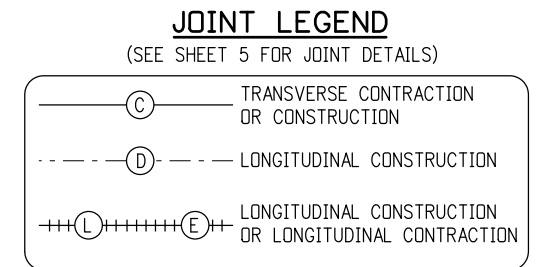 JOINT LEGEND
(SEE SHEET 5 FOR JOINT DETAILS)
C TRANSVERSE CONTRACTION
OR CONSTRUCTION
D LONGITUDINAL CONSTRUCTION
L E LONGITUDINAL CONSTRUCTION
OR LONGITUDINAL CONTRACTION